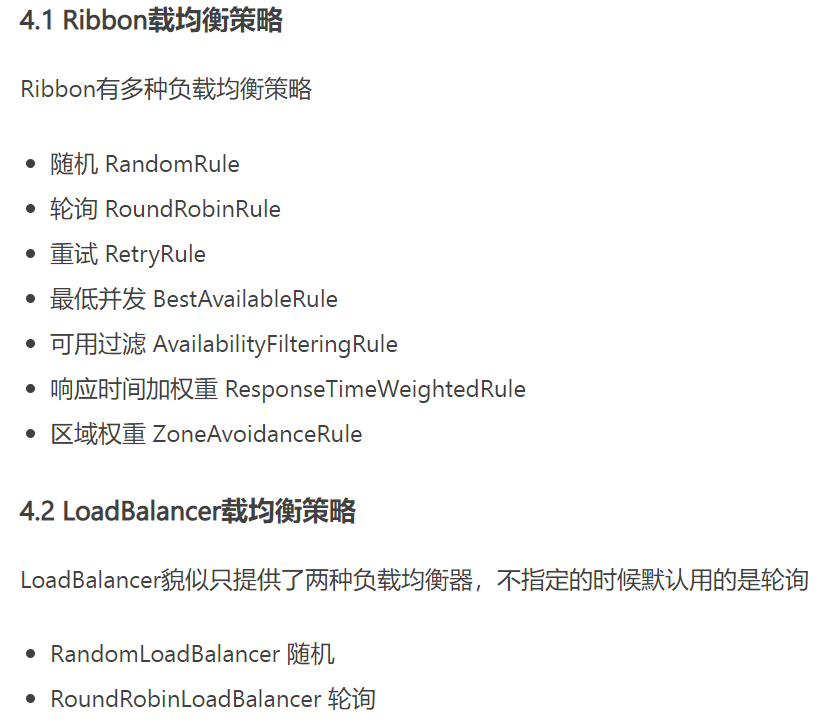 4.1 Ribbon载均衡策略
Ribbon有多种负载均衡策略
随机 RandomRule
轮询 RoundRobinRule
重试 RetryRule
最低并发 BestAvailableRule
可用过滤 AvailabilityFilteringRule
响应时间加权重 ResponseTimeWeightedRule
区域权重 ZoneAvoidanceRule
4.2 LoadBalancer载均衡策略
LoadBalancer貌似只提供了两种负载均衡器，不指定的时候默认用的是轮询
RandomLoadBalancer 随机
RoundRobinLoadBalancer 轮询